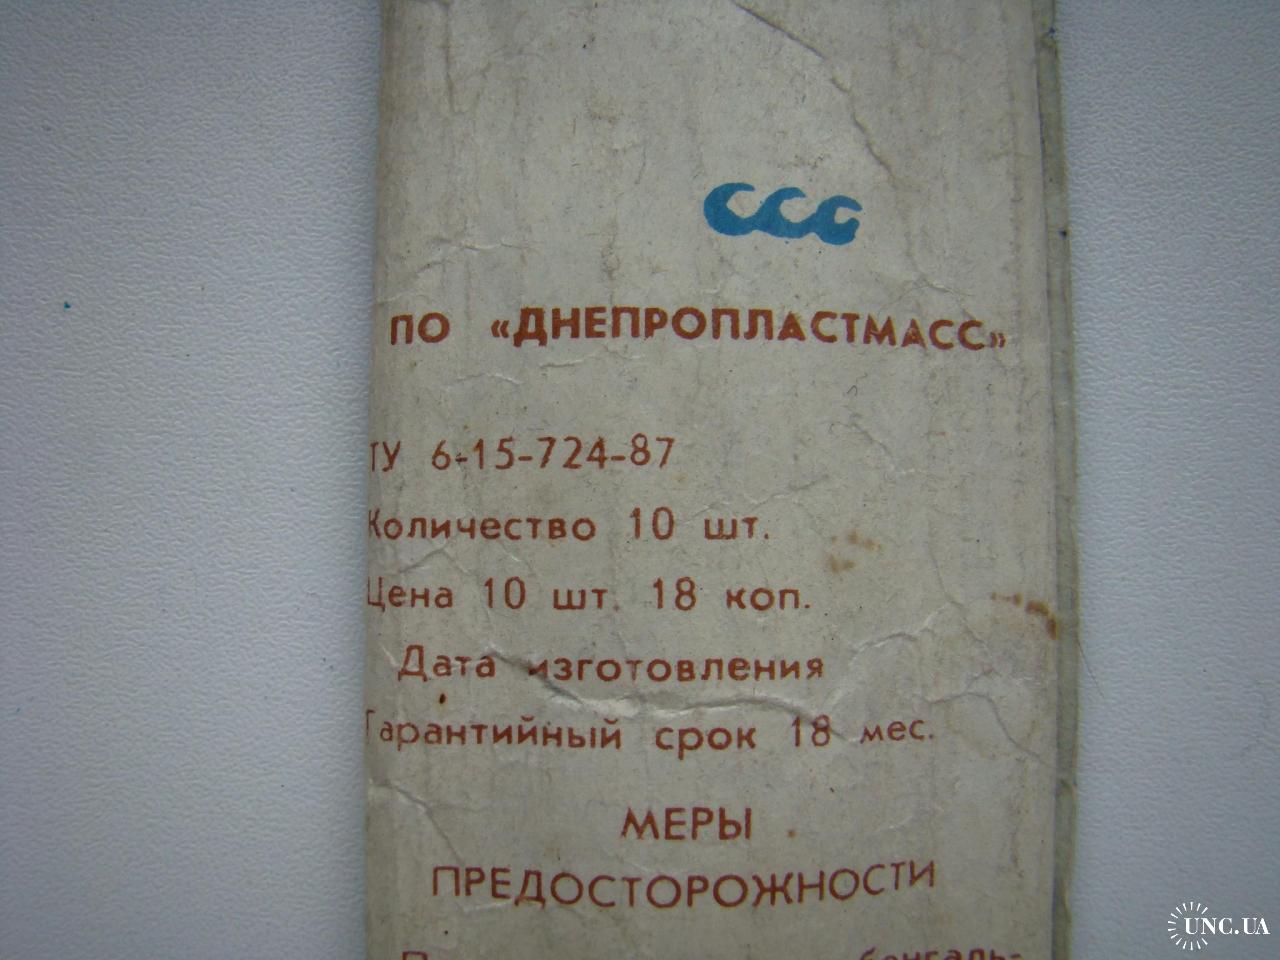 ПО «ДНЕПРОПЛАСТМАСС»
ТУ 6-15-724-87
Количество 10 шт.
Цена 10 шт. 18 коп.
Дата изготовления
Гарантийный срок 18 мес.
МЕРЫ
ПРЕДОСТОРОЖНОСТИ
бенгаль-
UNC.UA